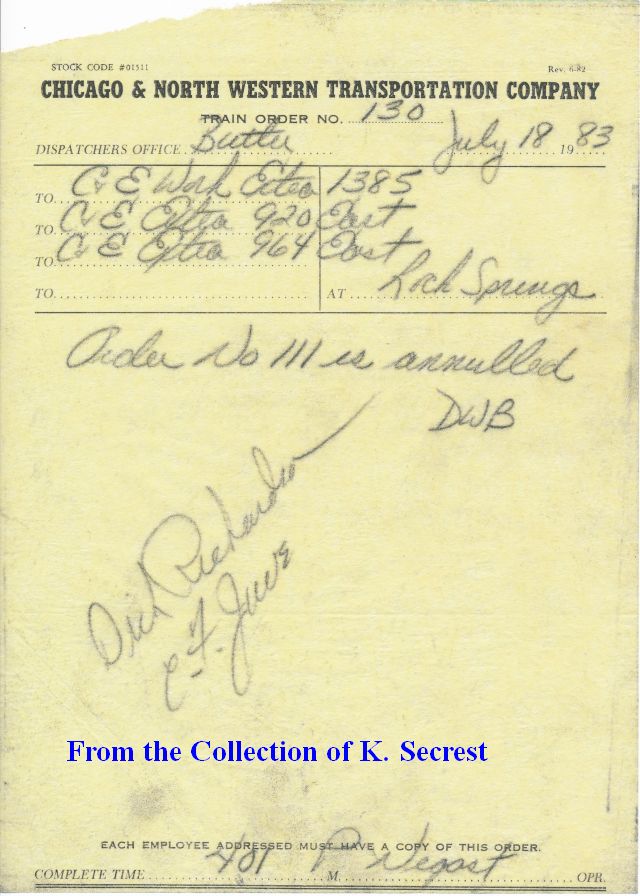 STOCK CODE #01511 Rev. 6-82
CHICAGO & NORTH WESTERN TRANSPORTATION COMPANY
TRAIN ORDER NO. 130
DISPATCHERS OFFICE. Butler July 18 1983
TO C & E Work Extra 1385
TO C & E Extra 920 East
TO C & E Extra 964 East
TO AT Rock Springs
Order No 111 is annulled
DWB
Dick Richardson
C. F. Juve
From the Collection of K. Secrest
EACH EMPLOYEE ADDRESSED MUST HAVE A COPY OF THIS ORDER.
COMPLETE TIME 401 P M. OPR.